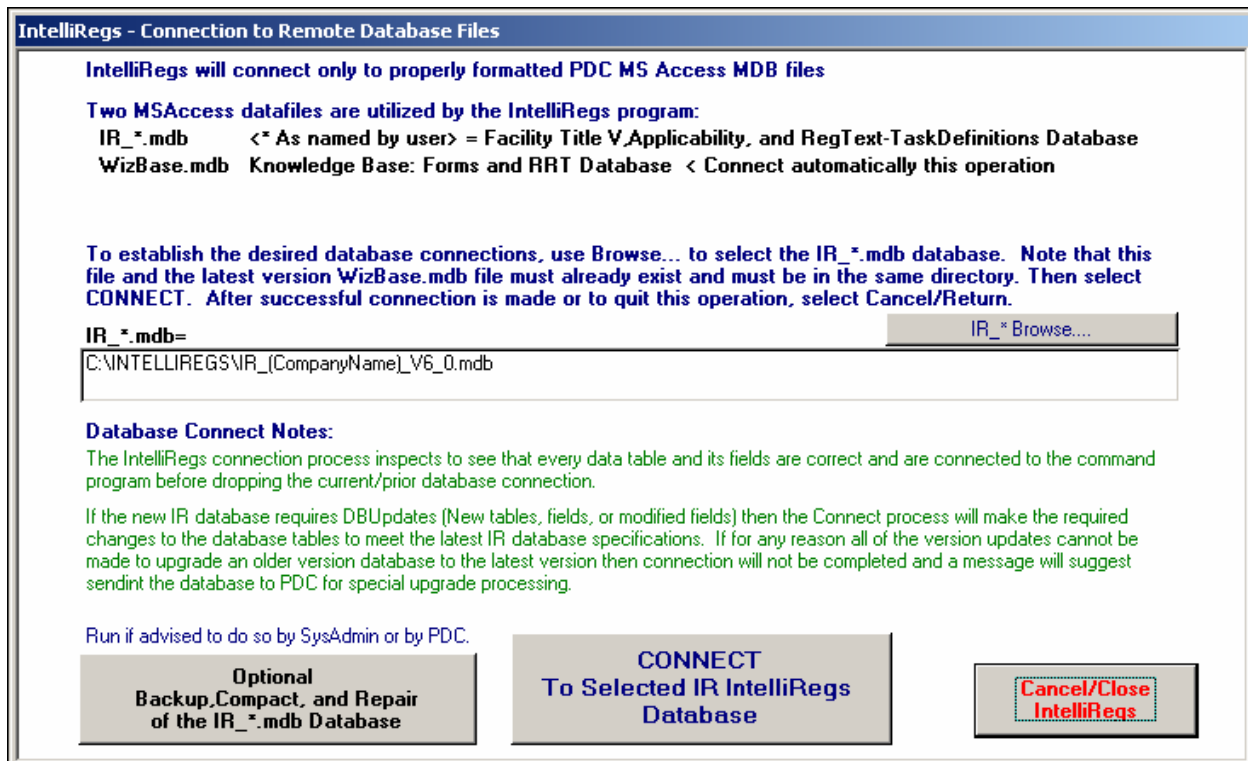 IntelliRegs - Connection to Remote Database Files
IntelliRegs will connect only to properly formatted PDC MS Access MDB files
Two MSAccess datafiles are utilized by the IntelliRegs program:
IR_*.mdb <* As named by user> = Facility Title V,Applicability, and RegText-TaskDefinitions Database
WizBase.mdb Knowledge Base: Forms and RRT Database < Connect automatically this operation
To establish the desired database connections, use Browse... to select the IR_*.mdb database. Note that this
file and the latest version WizBase.mdb file must already exist and must be in the same directory. Then select
CONNECT. After successful connection is made or to quit this operation, select Cancel/Return.
IR_*.mdb=
IR_* Browse....
C:\INTELLIREGS\IR_(CompanyName)_V6_0.mdb
Database Connect Notes:
The IntelliRegs connection process inspects to see that every data table and its fields are correct and are connected to the command
program before dropping the current/prior database connection.
If the new IR database requires DBUpdates (New tables, fields, or modified fields) then the Connect process will make the required
changes to the database tables to meet the latest IR database specifications. If for any reason all of the version updates cannot be
made to upgrade an older version database to the latest version then connection will not be completed and a message will suggest
sendint the database to PDC for special upgrade processing.
Run if advised to do so by SysAdmin or by PDC.
Optional
Backup,Compact, and Repair
of the IR_*.mdb Database
CONNECT
To Selected IR IntelliRegs
Database
Cancel/Close
IntelliRegs